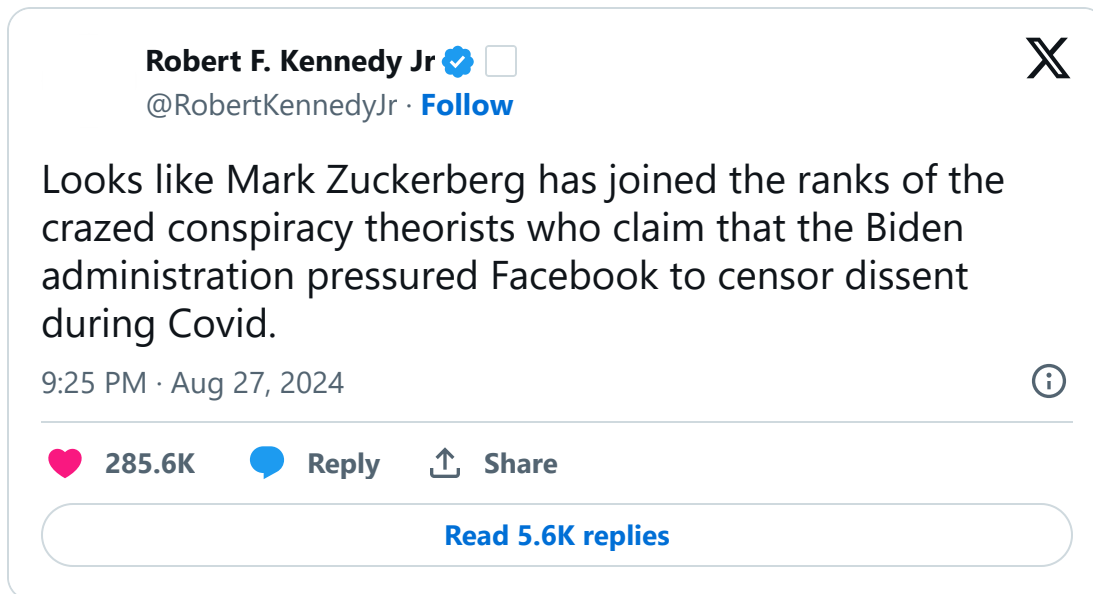 Robert F. Kennedy Jr
@RobertKennedyJr · Follow
Looks like Mark Zuckerberg has joined the ranks of the
crazed conspiracy theorists who claim that the Biden
administration pressured Facebook to censor dissent
during Covid.
9:25 PM · Aug 27, 2024
285.6K Reply Share
Read 5.6K replies